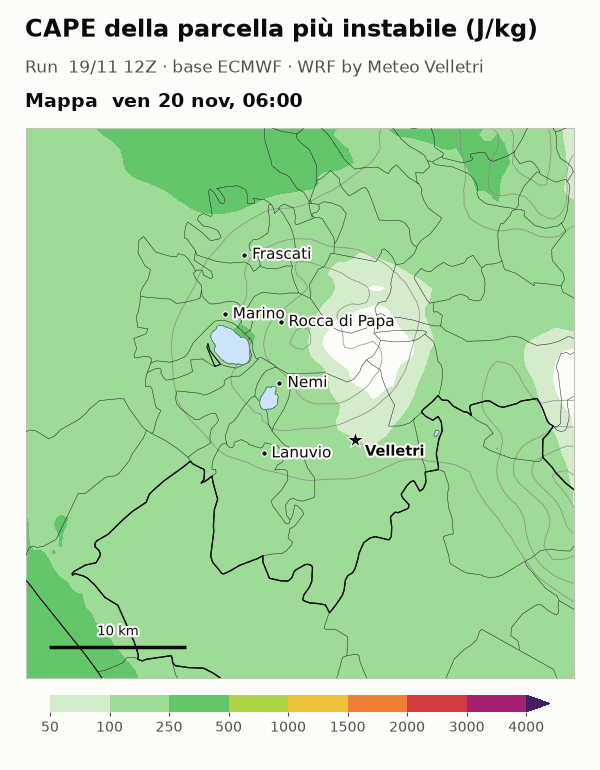 CAPE della parcella più instabile (J/kg)
Run  19/11 12Z · base ECMWF · WRF by Meteo Velletri
Mappa  ven 20 nov, 06:00
Frascati
Marino
Rocca di Papa
Nemi
Velletri
Lanuvio
10 km
50 100 250 500 1000 1500 2000 3000 4000